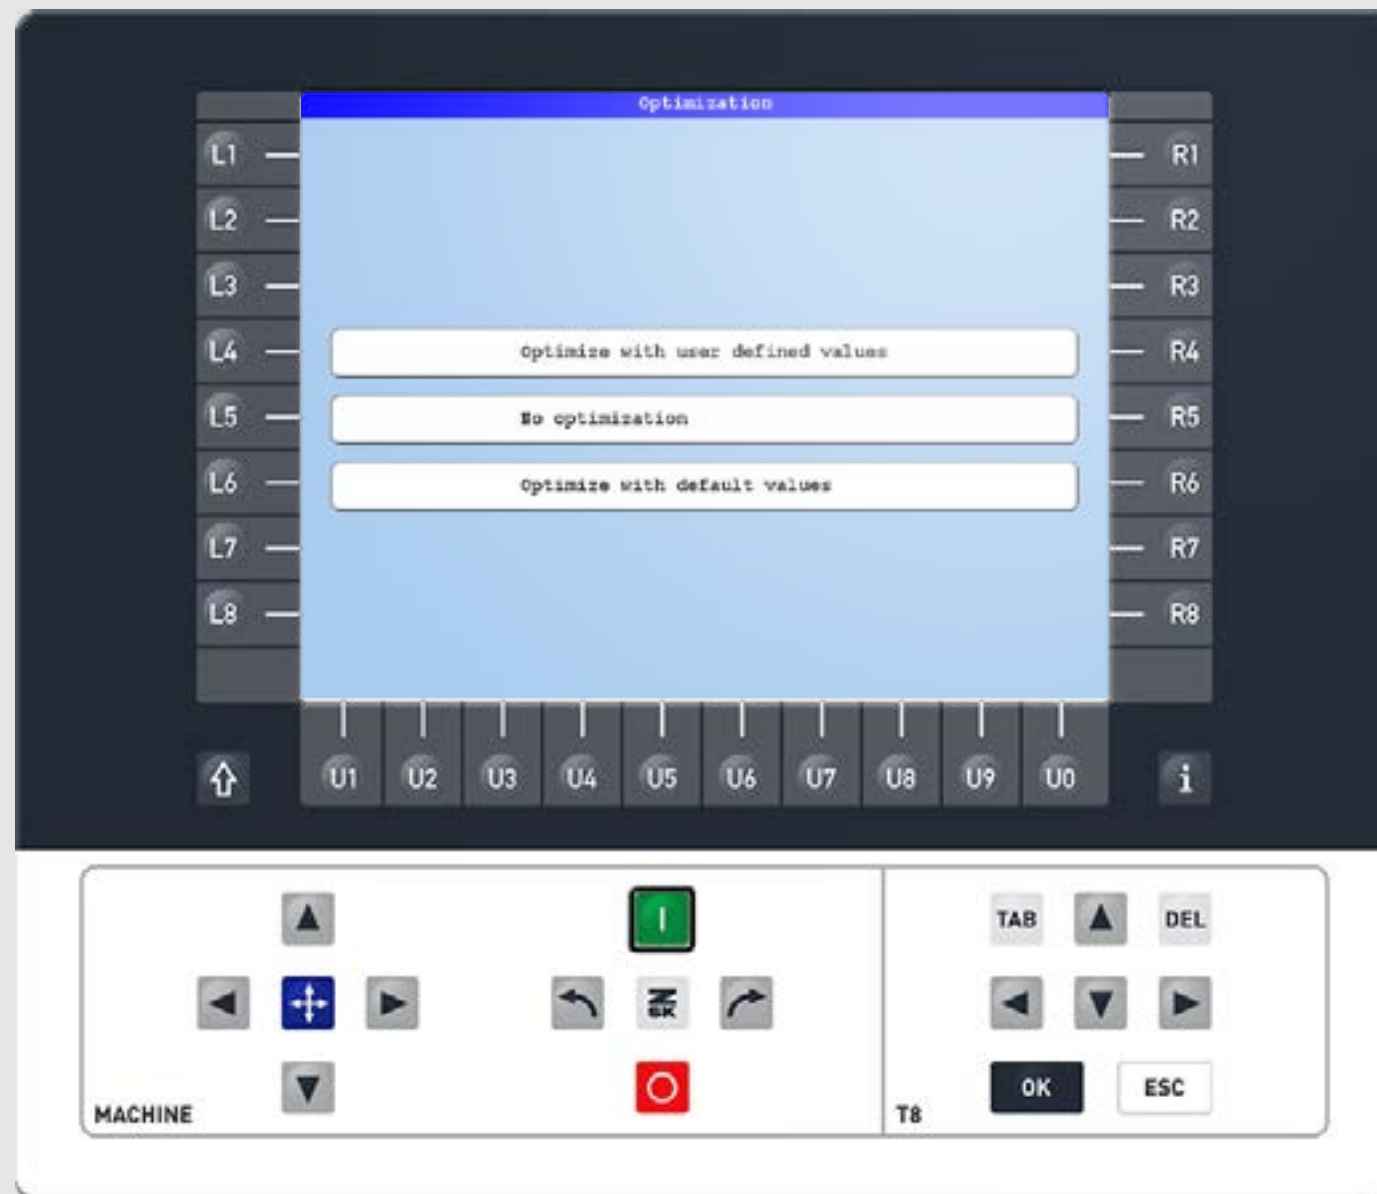 Optimization
L1 R1
L2 R2
L3 R3
L4 Optimize with user defined values R4
L5 No optimization R5
L6 Optimize with default values R6
L7 R7
L8 R8
U1 U2 U3 U4 U5 U6 U7 U8 U9 U0 i
I
TAB DEL
ZSK
OK ESC
MACHINE T8